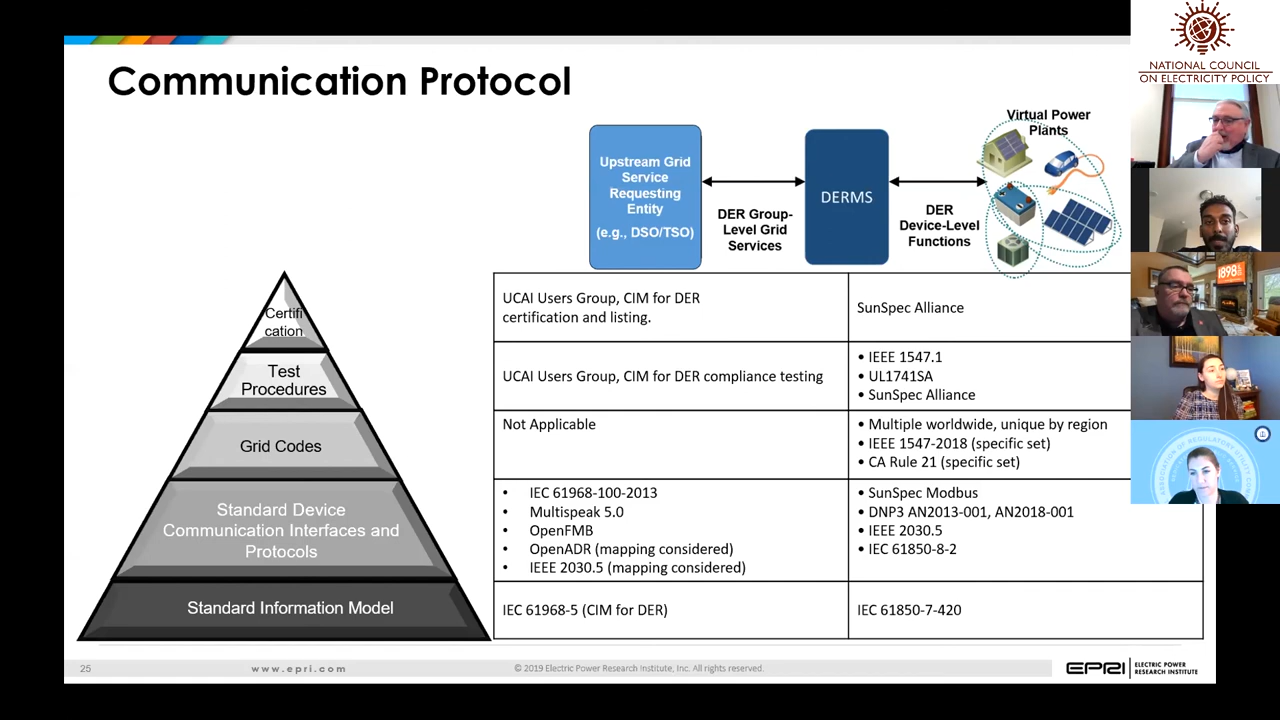 Communication Protocol
NATIONAL COUNCIL
ON ELECTRICITY POLICY
Upstream Grid
Service
Requesting
Entity
(e.g., DSO/TSO)
DER Group-
Level Grid
Services
DERMS
DER
Device-Level
Functions
Virtual Power
Plants
1898
Certifi
cation
UCAI Users Group, CIM for DER
certification and listing.
SunSpec Alliance
Test
Procedures
UCAI Users Group, CIM for DER compliance testing
• IEEE 1547.1
• UL1741SA
• SunSpec Alliance
Grid Codes
Not Applicable
• Multiple worldwide, unique by region
• IEEE 1547-2018 (specific set)
• CA Rule 21 (specific set)
Standard Device
Communication Interfaces and
Protocols
• IEC 61968-100-2013
• Multispeak 5.0
• OpenFMB
• OpenADR (mapping considered)
• IEEE 2030.5 (mapping considered)
• SunSpec Modbus
• DNP3 AN2013-001, AN2018-001
• IEEE 2030.5
• IEC 61850-8-2
Standard Information Model
IEC 61968-5 (CIM for DER)
IEC 61850-7-420
25
www.epri.com
© 2019 Electric Power Research Institute, Inc. All rights reserved.
EPRI
ELECTRIC POWER
RESEARCH INSTITUTE